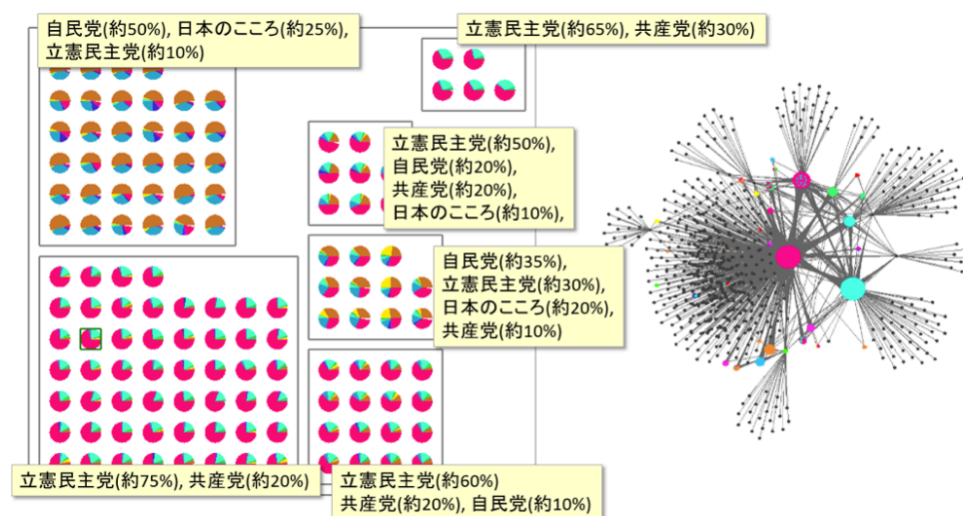 自民党(約50%), 日本のこころ(約25%),
立憲民主党(約10%)
立憲民主党(約65%), 共産党(約30%)
立憲民主党(約50%),
自民党(約20%),
共産党(約20%),
日本のこころ(約10%),
自民党(約35%),
立憲民主党(約30%),
日本のこころ(約20%),
共産党(約10%)
立憲民主党(約75%), 共産党(約20%)
立憲民主党(約60%)
共産党(約20%), 自民党(約10%)